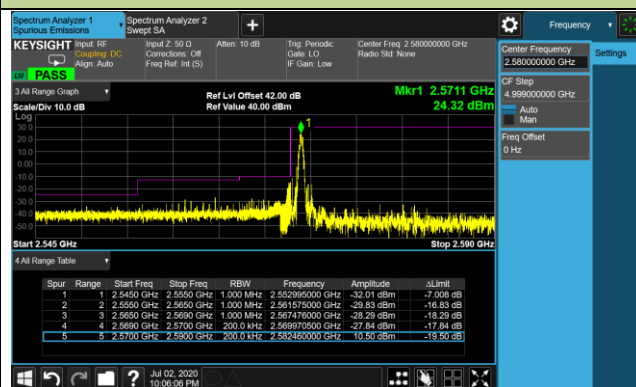 Spectrum Analyzer 1
Spurious Emissions
Spectrum Analyzer 2
Swept SA
Frequency
KEYSIGHT
Input: RF
Coupling: DC
Align: Auto
Input Z: 50 Ω
Corrections: Off
Freq Ref: Int (S)
Atten: 10 dB
Trig: Periodic
Gate: LO
IF Gain: Low
Center Freq: 2.580000000 GHz
Radio Std: None
PASS
3 All Range Graph
Scale/Div 10.0 dB
Ref Lvl Offset 42.00 dB
Ref Value 40.00 dBm
Mkr1 2.5711 GHz
24.32 dBm
Log
30.0
20.0
10.0
0.00
-10.0
-20.0
-30.0
-40.0
-50.0
1
Start 2.545 GHz
Stop 2.590 GHz
4 All Range Table
Spur Range Start Freq Stop Freq RBW Frequency Amplitude ΔLimit
1 1 2.5450 GHz 2.5550 GHz 1.000 MHz 2.552995000 GHz -32.01 dBm -7.008 dB
2 2 2.5550 GHz 2.5650 GHz 1.000 MHz 2.561575000 GHz -29.83 dBm -16.83 dB
3 3 2.5650 GHz 2.5690 GHz 1.000 MHz 2.567476000 GHz -28.29 dBm -18.29 dB
4 4 2.5690 GHz 2.5700 GHz 200.0 kHz 2.569970500 GHz -27.84 dBm -17.84 dB
5 5 2.5700 GHz 2.5900 GHz 200.0 kHz 2.582460000 GHz 10.50 dBm -19.50 dB
Jul 02, 2020
10:06:06 PM
Center Frequency
2.580000000 GHz
Settings
CF Step
4.999000000 GHz
Auto
Man
Freq Offset
0 Hz